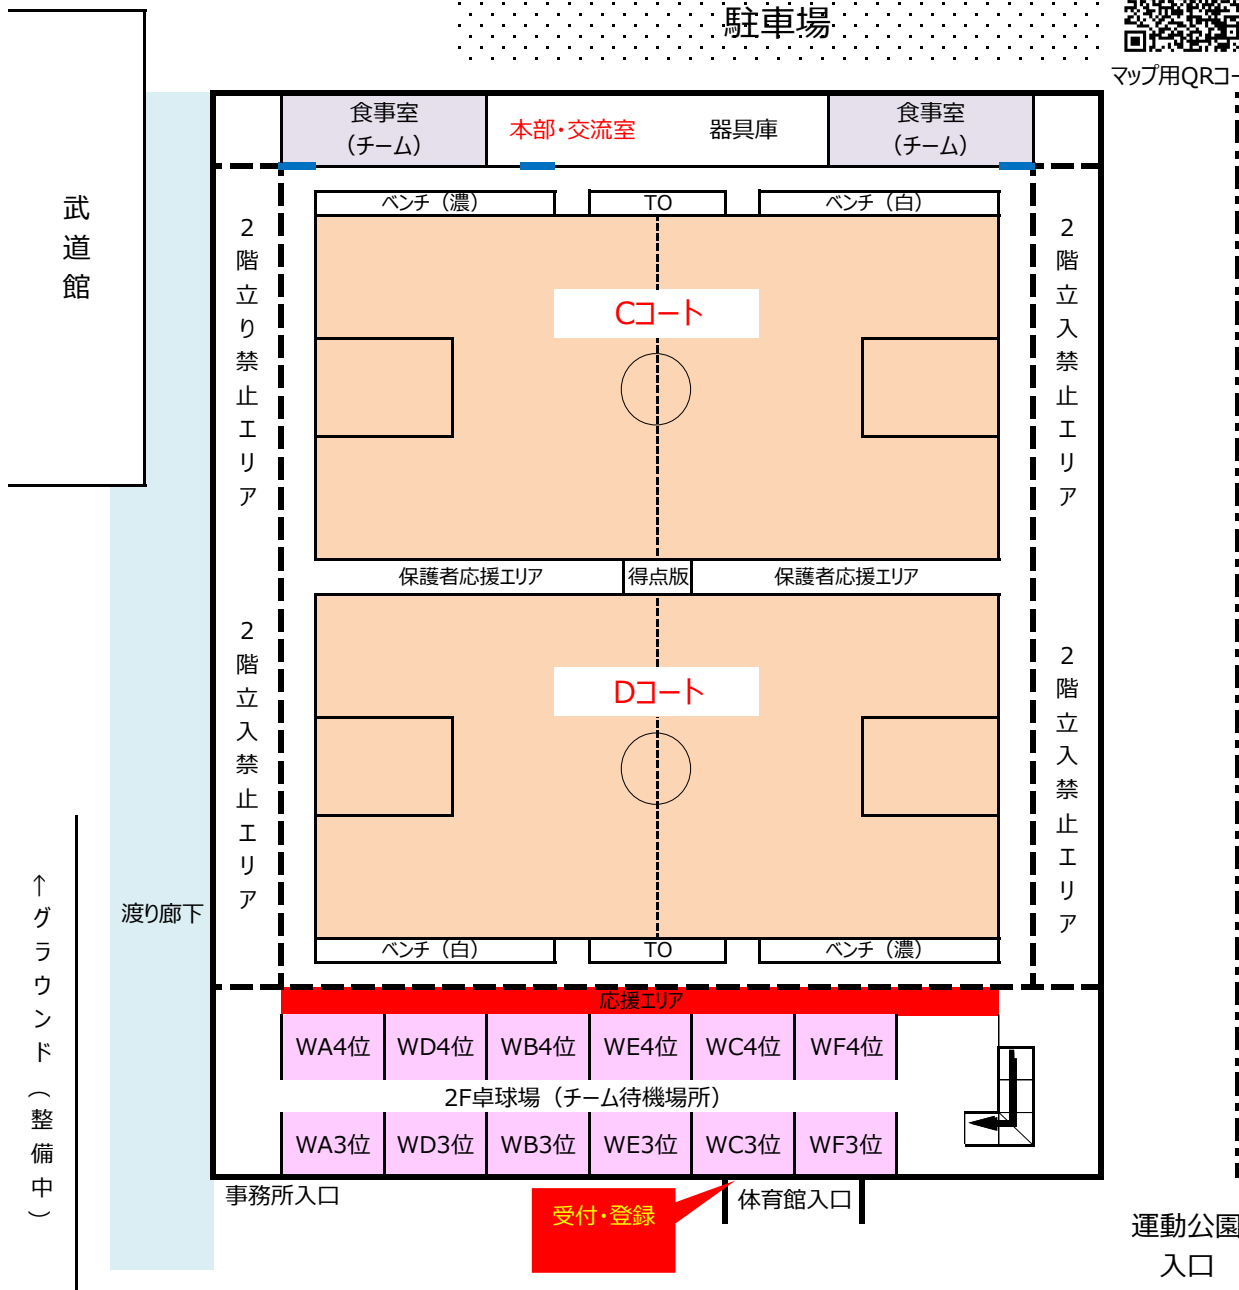 駐車場
マップ用QRコー
食事室
（チーム）
本部・交流室
器具庫
食事室
（チーム）
武道館
ベンチ（濃）
TO
ベンチ（白）
2階立り禁止エリア
2階立入禁止エリア
Cコート
保護者応援エリア
得点版
保護者応援エリア
2階立入禁止エリア
2階立入禁止エリア
Dコート
↑グラウンド（整備中）
渡り廊下
ベンチ（白）
TO
ベンチ（濃）
応援エリア
WA4位
WD4位
WB4位
WE4位
WC4位
WF4位
2F卓球場（チーム待機場所）
WA3位
WD3位
WB3位
WE3位
WC3位
WF3位
事務所入口
受付・登録
体育館入口
運動公園
入口